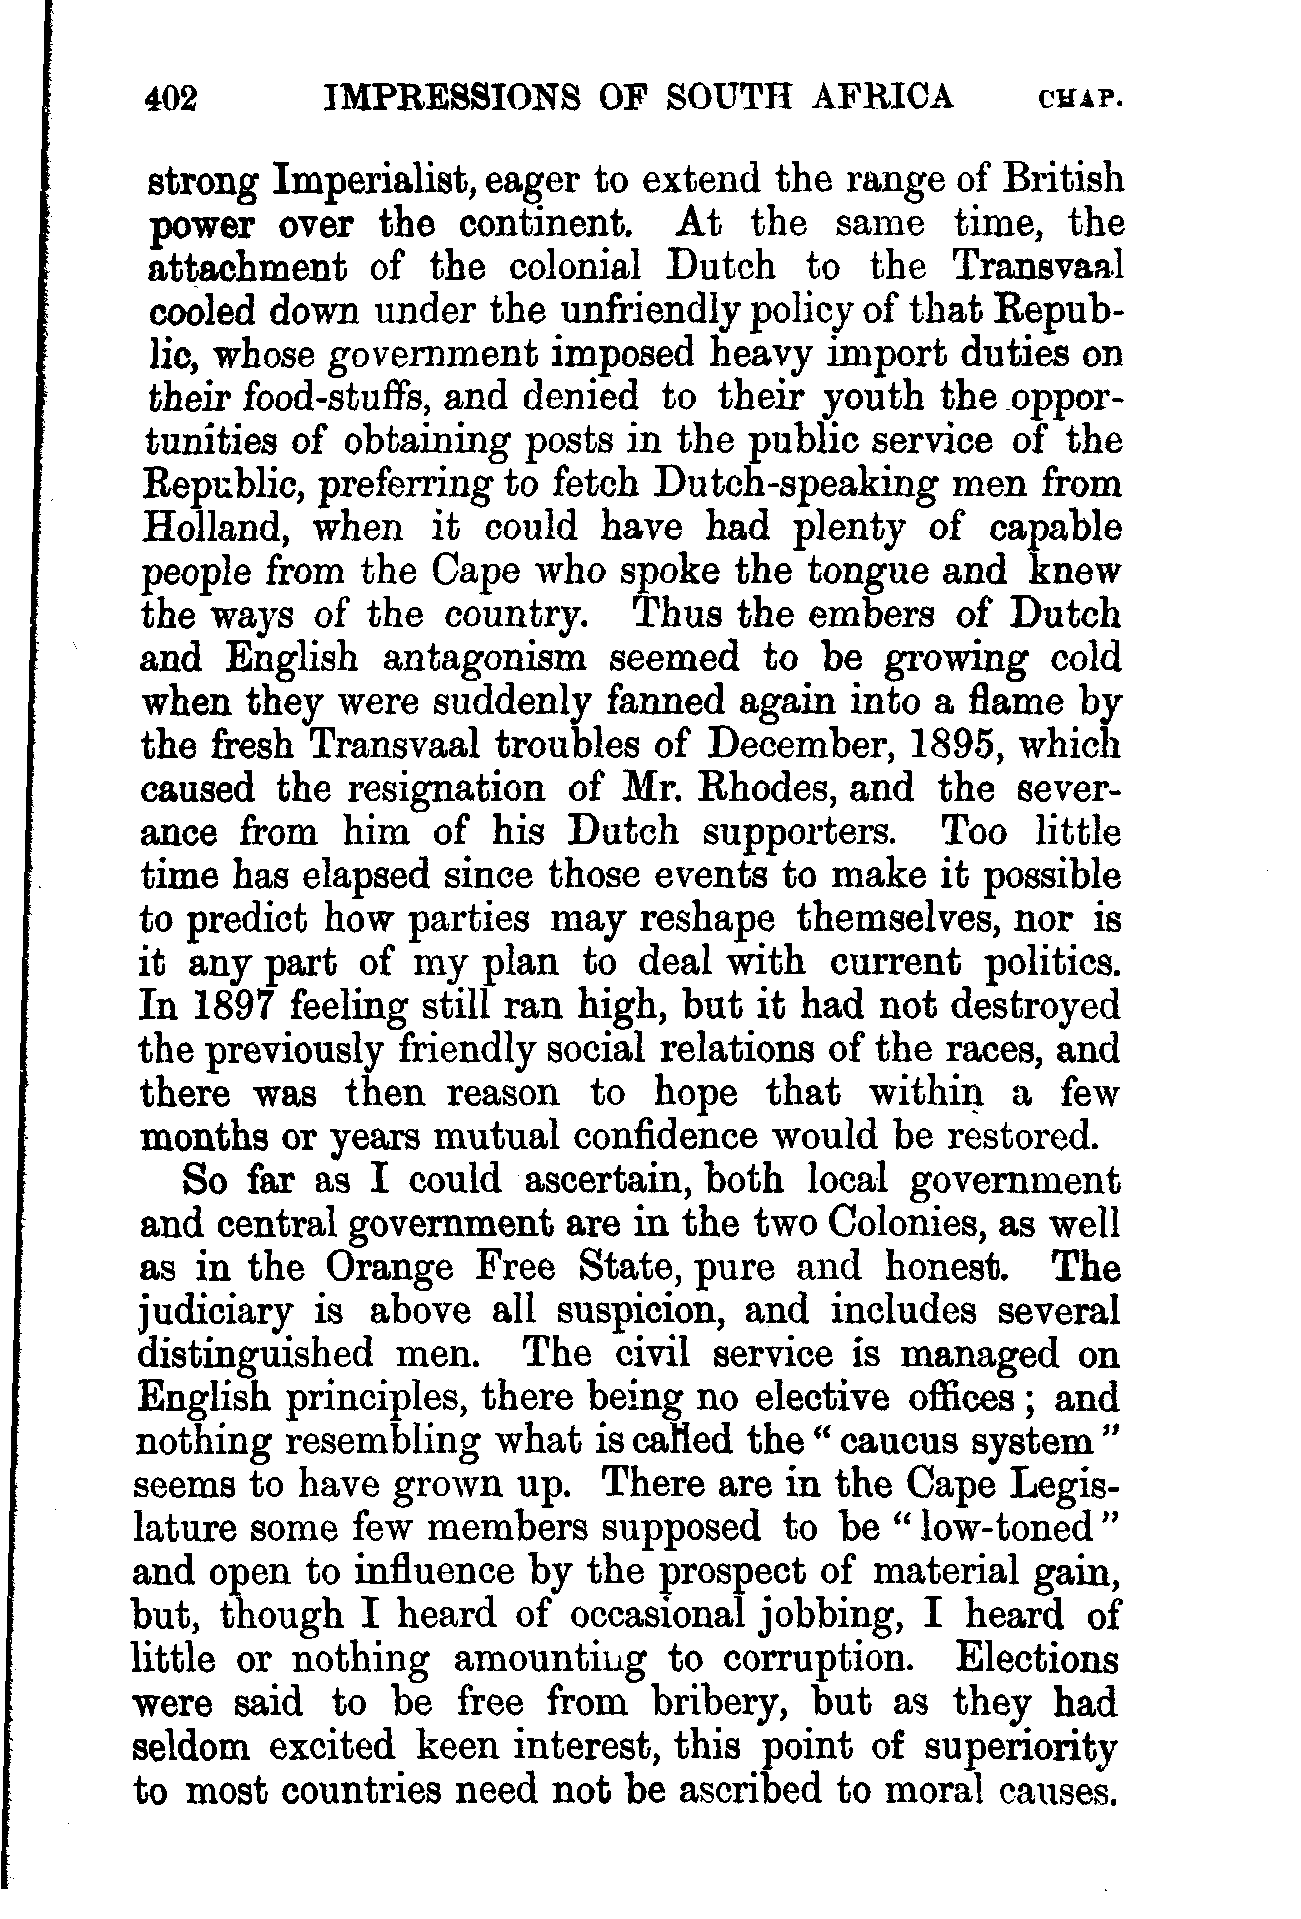 402 IMPRESSIONS OF SOUTH AFRICA CHAP.
strong Imperialist, eager to extend the range of British
power over the continent. At the same time, the
attachment of the colonial Dutch to the Transvaal
cooled down under the unfriendly policy of that Repub-
lic, whose government imposed heavy import duties on
their food-stuffs, and denied to their youth the oppor-
tunities of obtaining posts in the public service of the
Republic, preferring to fetch Dutch-speaking men from
Holland, when it could have had plenty of capable
people from the Cape who spoke the tongue and knew
the ways of the country. Thus the embers of Dutch
and English antagonism seemed to be growing cold
when they were suddenly fanned again into a flame by
the fresh Transvaal troubles of December, 1895, which
caused the resignation of Mr. Rhodes, and the sever-
ance from him of his Dutch supporters. Too little
time has elapsed since those events to make it possible
to predict how parties may reshape themselves, nor is
it any part of my plan to deal with current politics.
In 1897 feeling still ran high, but it had not destroyed
the previously friendly social relations of the races, and
there was then reason to hope that within a few
months or years mutual confidence would be restored.
So far as I could ascertain, both local government
and central government are in the two Colonies, as well
as in the Orange Free State, pure and honest. The
judiciary is above all suspicion, and includes several
distinguished men. The civil service is managed on
English principles, there being no elective offices; and
nothing resembling what is called the "caucus system"
seems to have grown up. There are in the Cape Legis-
lature some few members supposed to be "low-toned"
and open to influence by the prospect of material gain,
but, though I heard of occasional jobbing, I heard of
little or nothing amounting to corruption. Elections
were said to be free from bribery, but as they had
seldom excited keen interest, this point of superiority
to most countries need not be ascribed to moral causes.